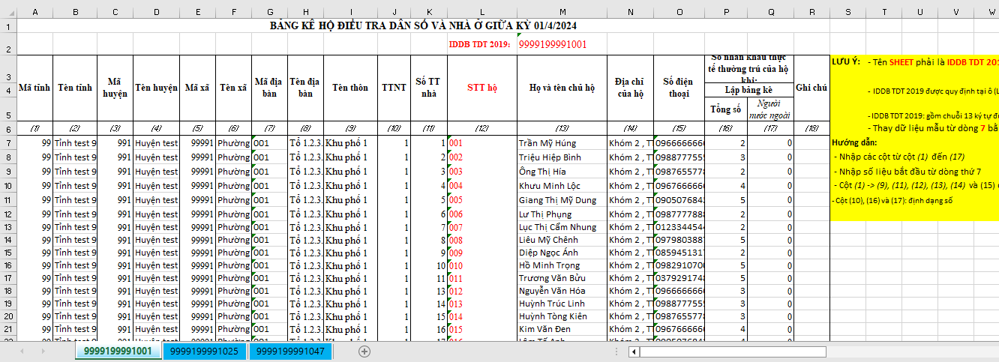 A B C D E F G H I J K L M N O P Q R S T U V W
1 BẢNG KÊ HỘ ĐIỀU TRA DÂN SỐ VÀ NHÀ Ở GIỮA KỲ 01/4/2024
2 IDDB TDT 2019: 9999199991001
3 4 5 Mã tỉnh Tên tỉnh Mã huyện Tên huyện Mã xã Tên xã Mã địa bàn Tên địa bàn Tên thôn TTNT Số TT nhà STT hộ Họ và tên chủ hộ Địa chỉ của hộ Số điện thoại Số nhân khẩu thực tế thường trú của hộ khi: Lập bảng kê Tổng số Người nước ngoài Ghi chú
LƯU Ý: - Tên SHEET phải là IDDB TDT 201
- IDDB TDT 2019 được quy định tại ô (L
- IDDB TDT 2019: gồm chuỗi 13 ký tự đư
6 (1) (2) (3) (4) (5) (6) (7) (8) (9) (10) (11) (12) (13) (14) (15) (16) (17) (18) - Thay dữ liệu mẫu từ dòng 7 bằ
7 99 Tỉnh test 9 991 Huyện test 99991 Phường 001 Tổ 1.2.3. Khu phố 1 1 1 001 Trần Mỹ Húng Khóm 2 , TT 0966666666 2 0 Hướng dẫn:
8 99 Tỉnh test 9 991 Huyện test 99991 Phường 001 Tổ 1.2.3. Khu phố 1 1 2 002 Triệu Hiệp Bình Khóm 2 , TT 0988777555 3 0 - Nhập các cột từ cột (1) đến (17)
9 99 Tỉnh test 9 991 Huyện test 99991 Phường 001 Tổ 1.2.3. Khu phố 1 1 3 003 Ông Thị Hía Khóm 2 , TT 0987655778 2 0 - Nhập số liệu bắt đầu từ dòng thứ 7
10 99 Tỉnh test 9 991 Huyện test 99991 Phường 001 Tổ 1.2.3. Khu phố 1 1 4 004 Khưu Minh Lộc Khóm 2 , TT 0967666666 4 0 - Cột (1) -> (9), (11), (12), (13), (14) và (15)
11 99 Tỉnh test 9 991 Huyện test 99991 Phường 001 Tổ 1.2.3. Khu phố 1 1 5 005 Giang Thị Mỹ Dung Khóm 2 , TT 090507684 5 0 - Cột (10), (16) và (17): định dạng số
12 99 Tỉnh test 9 991 Huyện test 99991 Phường 001 Tổ 1.2.3. Khu phố 1 1 6 006 Lư Thị Phụng Khóm 2 , TT 098777788 2 0
13 99 Tỉnh test 9 991 Huyện test 99991 Phường 001 Tổ 1.2.3. Khu phố 1 1 7 007 Lục Thị Cẩm Nhung Khóm 2 , TT 012334454 2 0
14 99 Tỉnh test 9 991 Huyện test 99991 Phường 001 Tổ 1.2.3. Khu phố 1 1 8 008 Liêu Mỹ Chênh Khóm 2 , TT 097980388 5 0
15 99 Tỉnh test 9 991 Huyện test 99991 Phường 001 Tổ 1.2.3. Khu phố 1 1 9 009 Diệp Ngọc Ánh Khóm 2 , TT 085945131 2 0
16 99 Tỉnh test 9 991 Huyện test 99991 Phường 001 Tổ 1.2.3. Khu phố 1 1 10 010 Hồ Minh Trọng Khóm 2 , TT 098291070 5 0
17 99 Tỉnh test 9 991 Huyện test 99991 Phường 001 Tổ 1.2.3. Khu phố 1 1 11 011 Trương Văn Bửu Khóm 2 , TT 037929174 5 0
18 99 Tỉnh test 9 991 Huyện test 99991 Phường 001 Tổ 1.2.3. Khu phố 1 1 13 012 Nguyễn Văn Hóa Khóm 2 , TT 096666666 3 0
19 99 Tỉnh test 9 991 Huyện test 99991 Phường 001 Tổ 1.2.3. Khu phố 1 1 14 013 Huỳnh Trúc Linh Khóm 2 , TT 098877755 3 0
20 99 Tỉnh test 9 991 Huyện test 99991 Phường 001 Tổ 1.2.3. Khu phố 1 1 15 014 Huỳnh Tòng Kiên Khóm 2 , TT 098765577 3 0
21 99 Tỉnh test 9 991 Huyện test 99991 Phường 001 Tổ 1.2.3. Khu phố 1 1 16 015 Kim Văn Đen Khóm 2 , TT 096766666 4 0
9999199991001 9999199991025 9999199991047